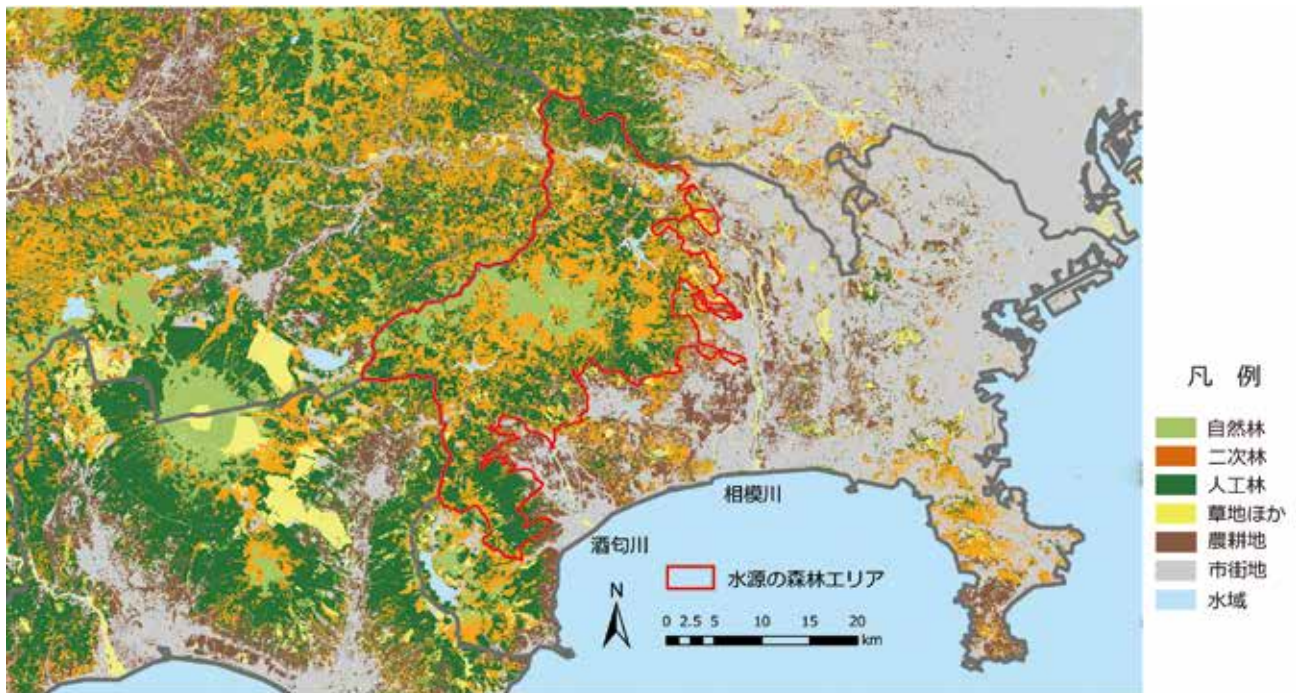 相模川
酒匂川
N
水源の森林エリア
0 2.5 5 10 15 20
km
凡 例
自然林
二次林
人工林
草地ほか
農耕地
市街地
水域